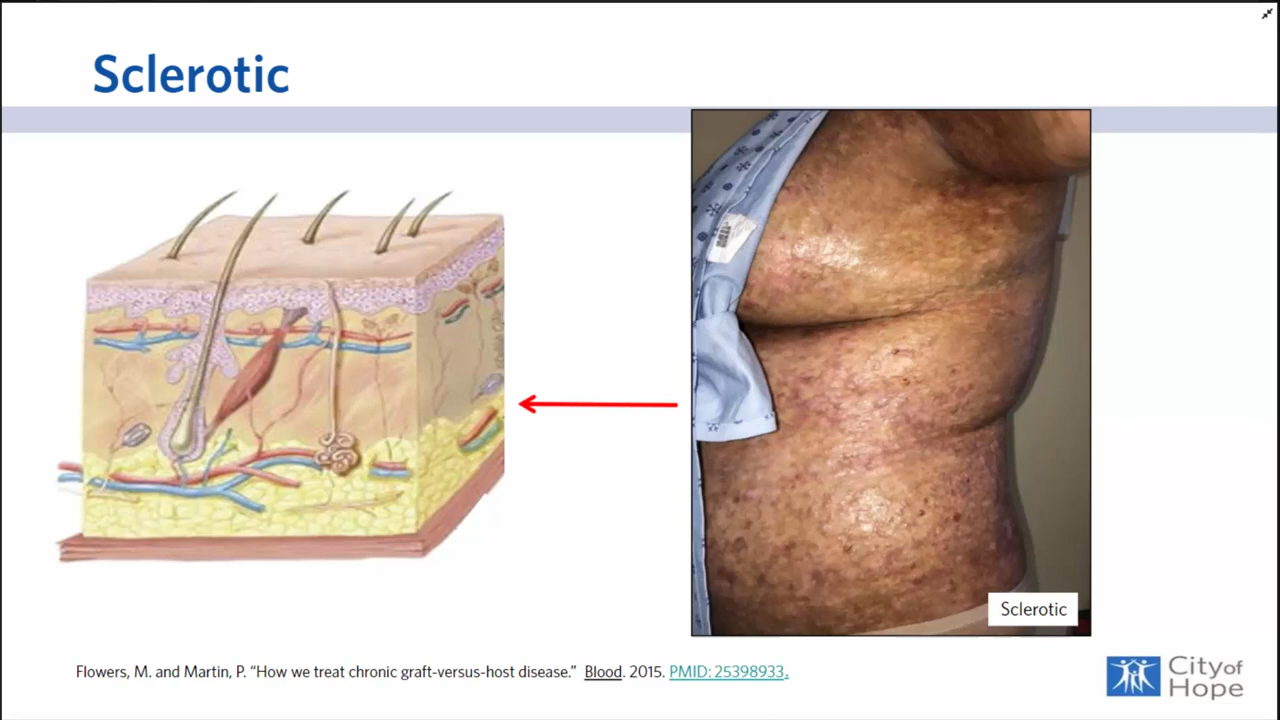 Sclerotic
Sclerotic
Flowers, M. and Martin, P. “How we treat chronic graft-versus-host disease.” Blood. 2015. PMID: 25398933.
City of
Hope